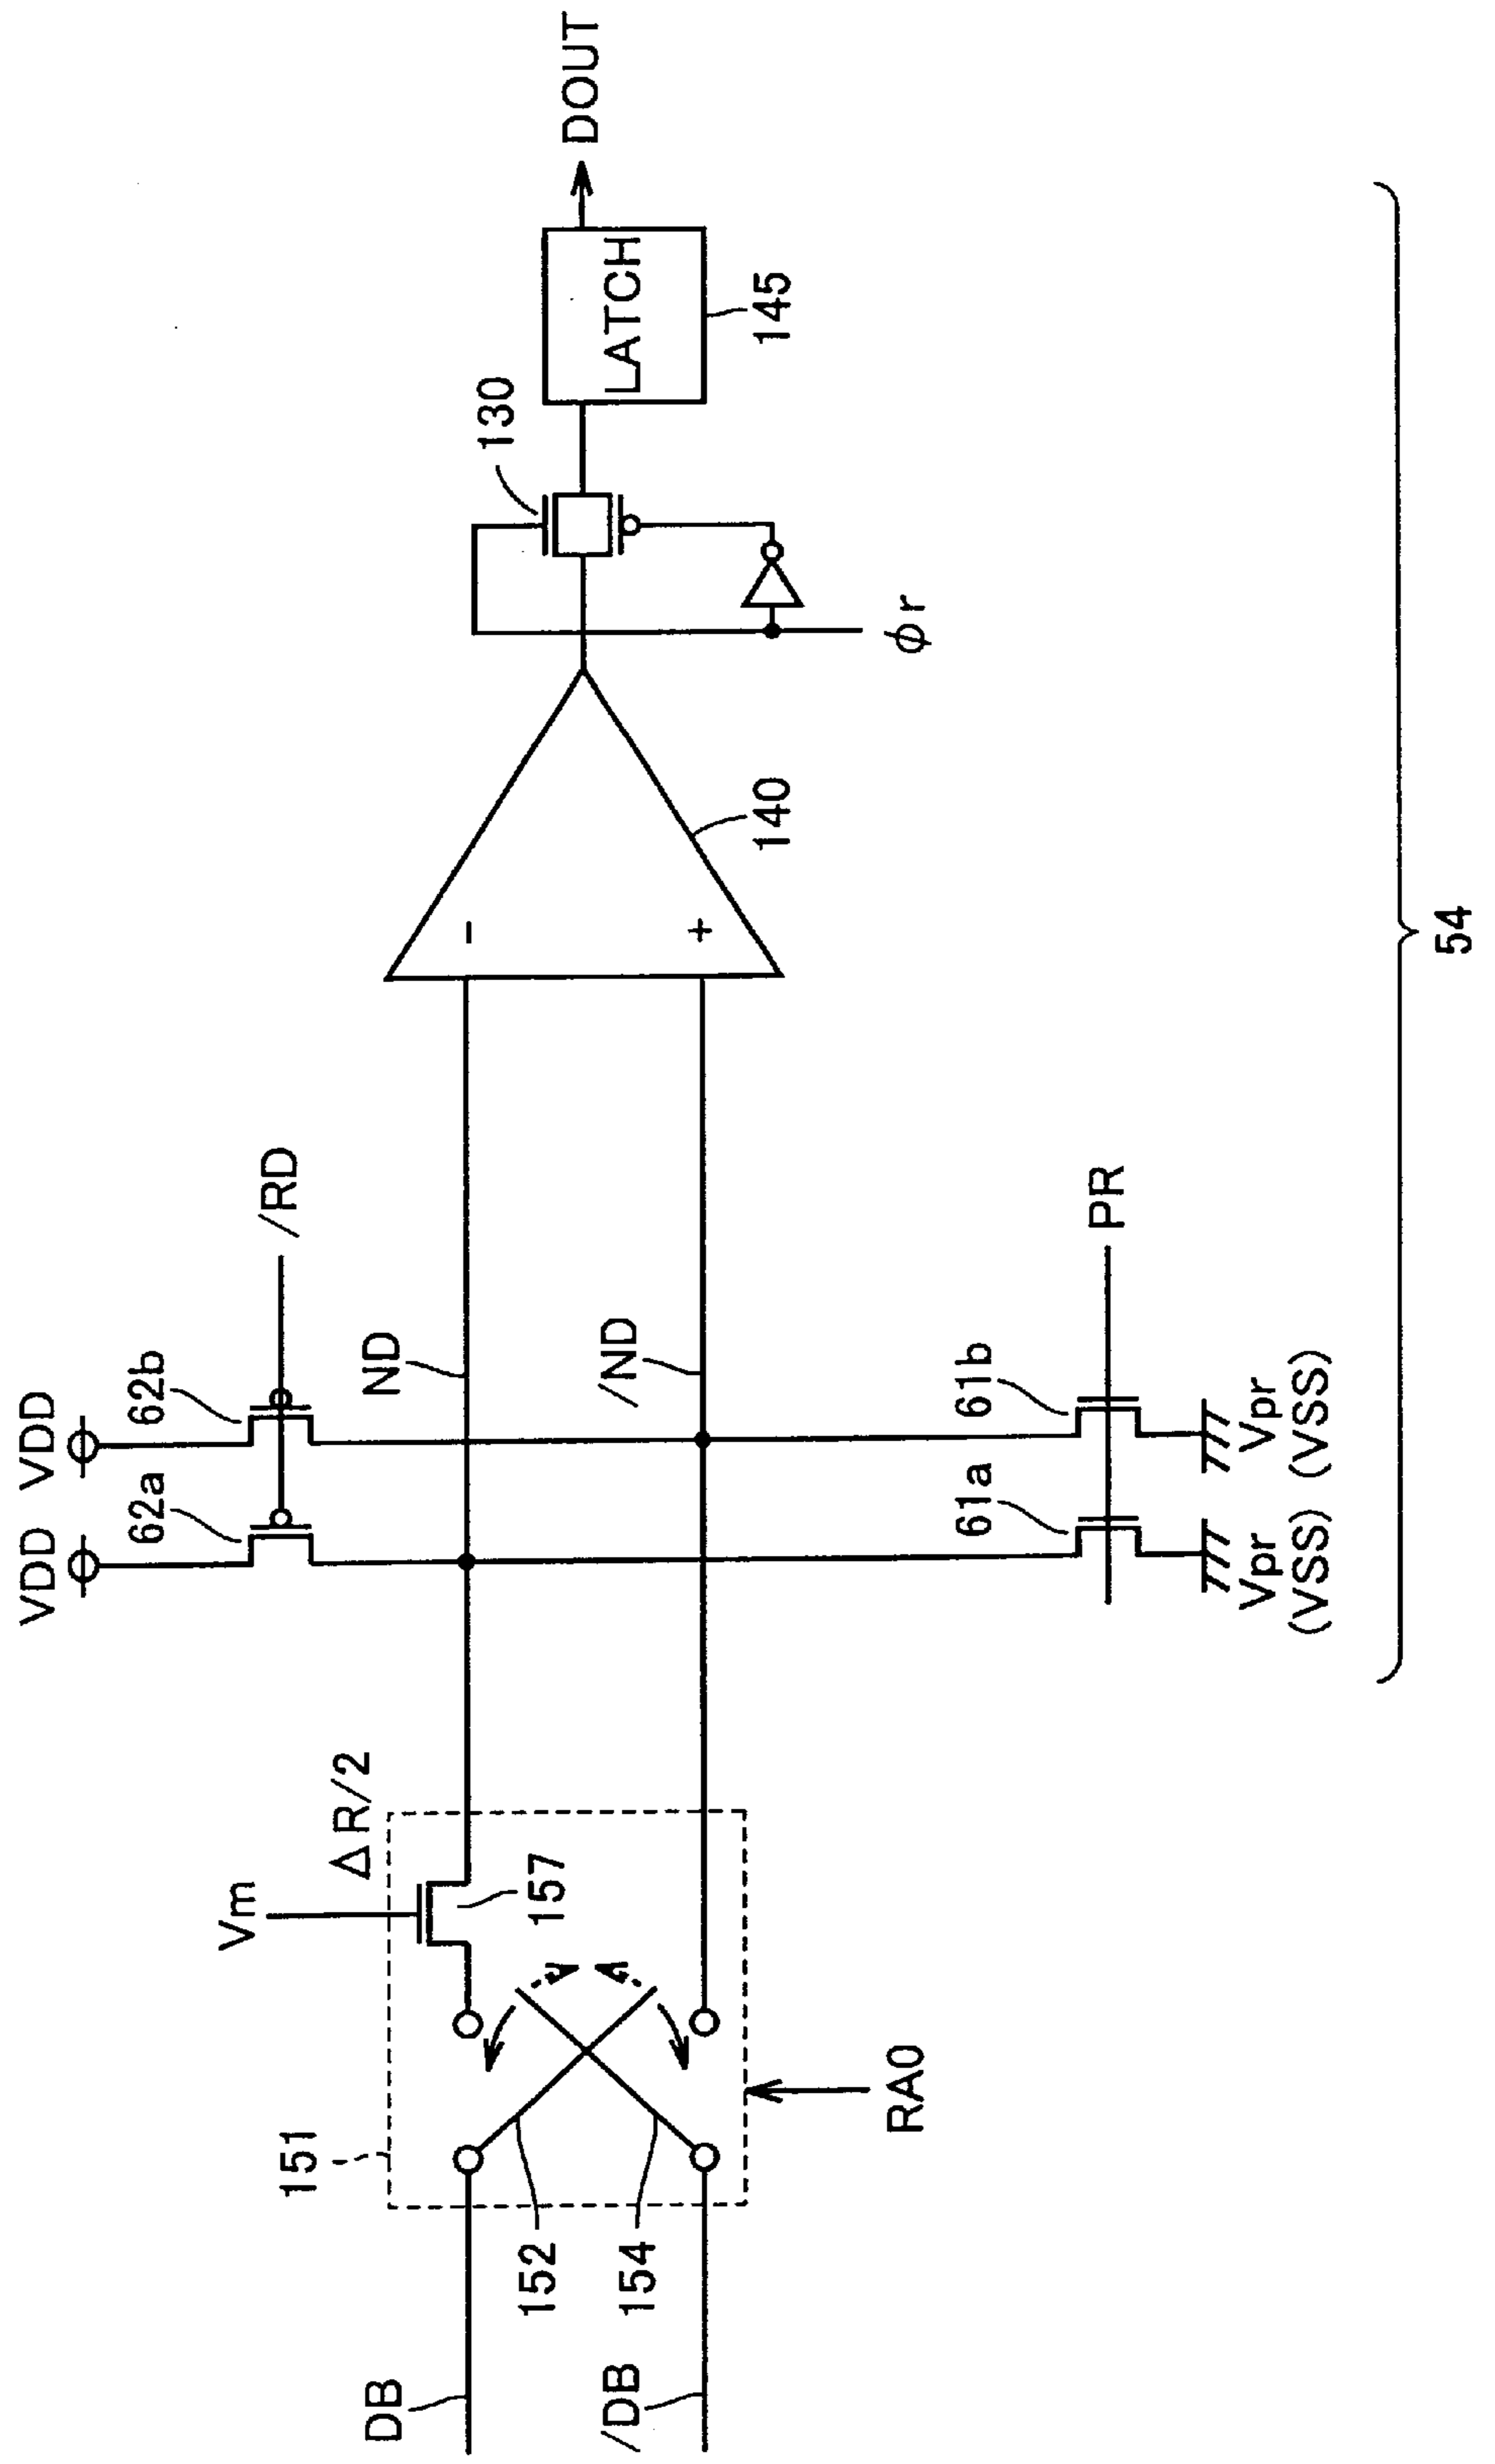 VDD
VDD
62a
62b
/RD
Vm
ΔR/2
151
157
ND
/ND
DB
/DB
152
154
RA0
-
+
140
130
φr
LATCH
145
DOUT
61a
61b
PR
Vpr
(VSS)
Vpr
(VSS)
54